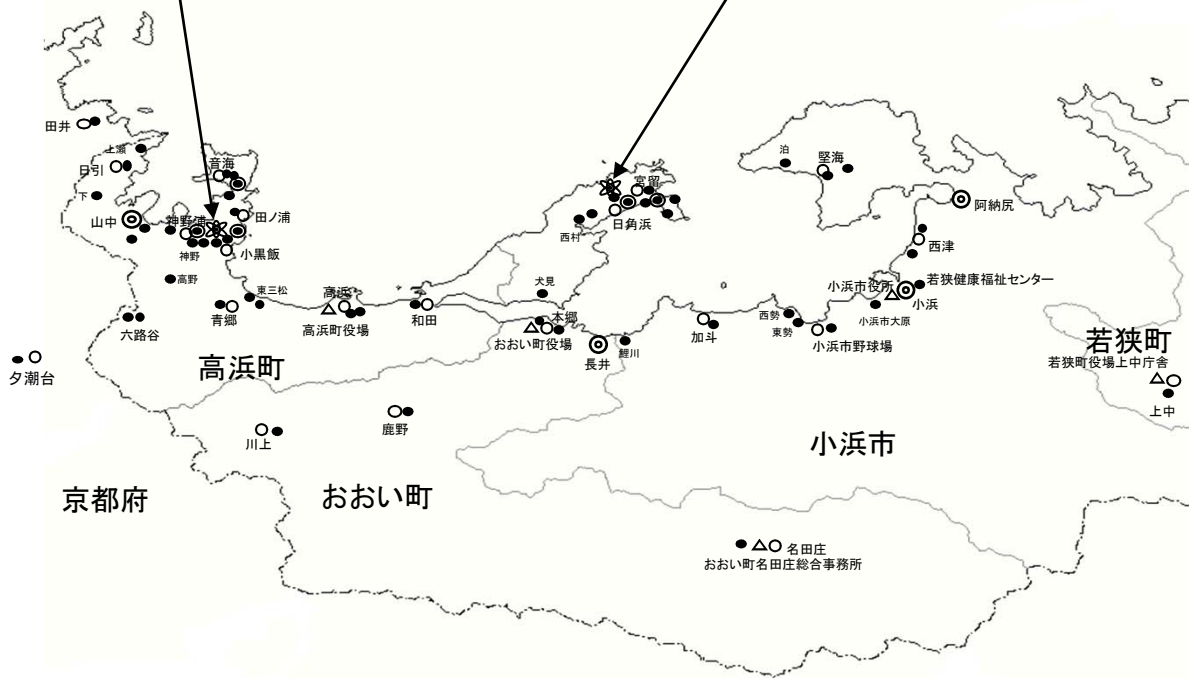 田井
上瀬
日引
音海
下
山中
神野浦
田ノ浦
神野
小黒飯
高野
東三松
青郷
六路谷
高浜
高浜町役場
和田
夕潮台
高浜町
川上
鹿野
京都府
おおい町
宮留
日角浜
西村
犬見
本郷
おおい町役場
長井
鯉川
泊
堅海
阿納尻
西津
若狭健康福祉センター
小浜市役所
小浜
小浜市大原
西勢
東勢
加斗
小浜市野球場
若狭町
若狭町役場上中庁舎
上中
小浜市
名田庄
おおい町名田庄総合事務所